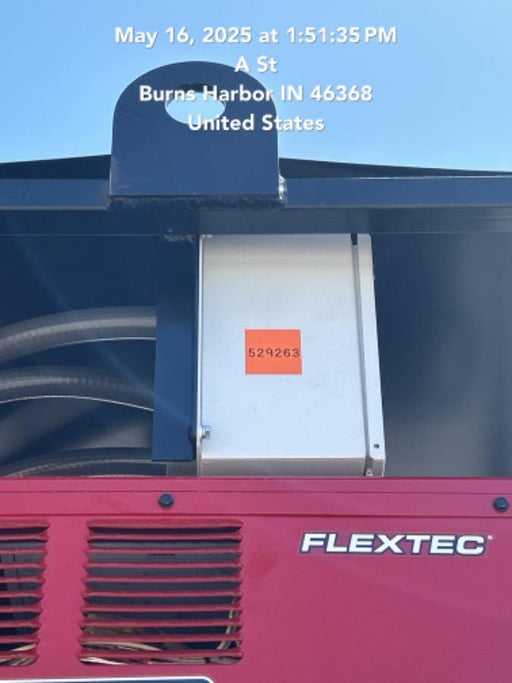 May 16, 2025 at 1:51:35 PM
A St
Burns Harbor IN 46368
United States
529263
FLEXTEC®